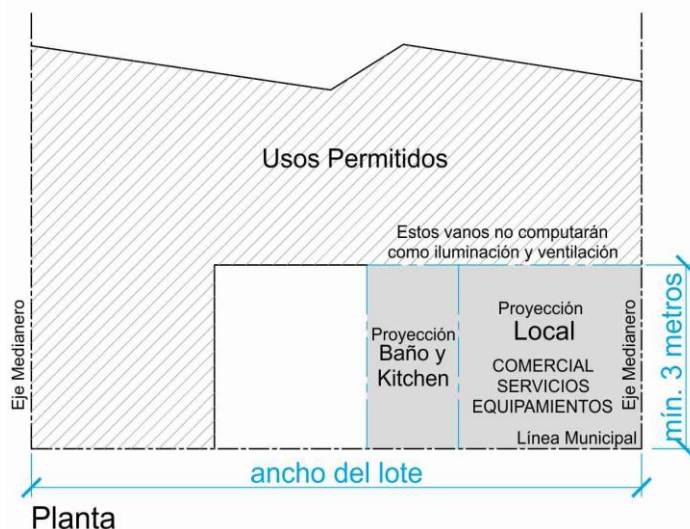 Usos Permitidos
Estos vanos no computarán
como iluminación y ventilación
Eje Medianero
Proyección
Baño y
Kitchen
Proyección
Local
COMERCIAL
SERVICIOS
EQUIPAMIENTOS
Línea Municipal
Eje Medianero
mín. 3 metros
ancho del lote
Planta